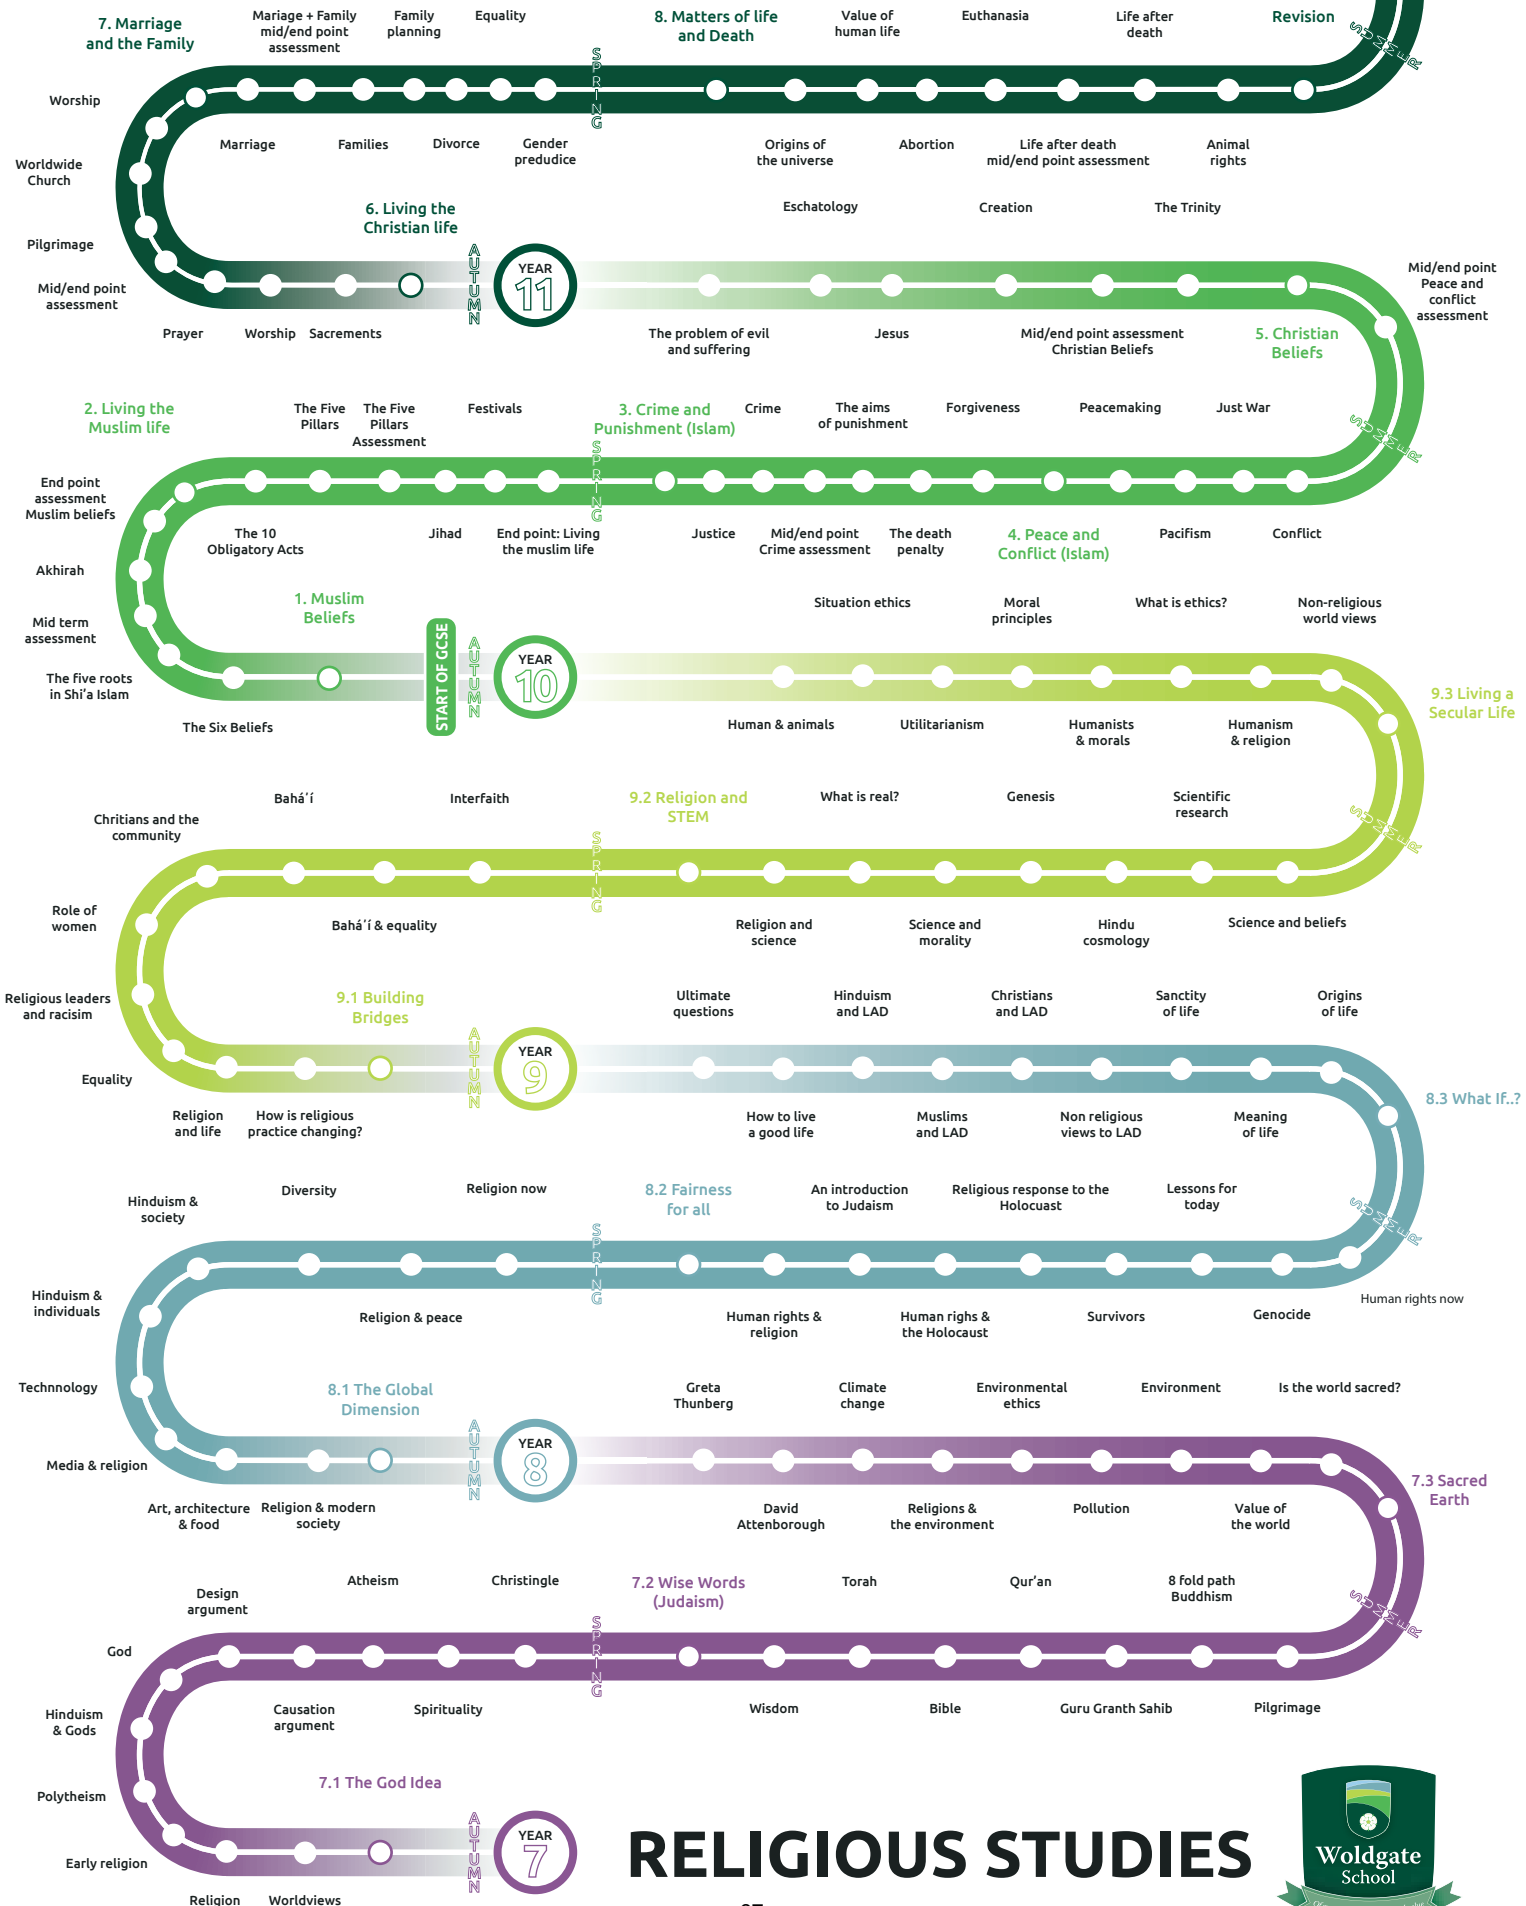 7. Marriage
and the Family
Mariage + Family
mid/end point
assessment
Family
planning
Equality
8. Matters of life
and Death
Value of
human life
Euthanasia
Life after
death
Revision
SUMMER
SPRING
Worship
Marriage
Families
Divorce
Gender
predudice
Origins of
the universe
Abortion
Life after death
mid/end point assessment
Animal
rights
Worldwide
Church
Pilgrimage
Mid/end point
assessment
6. Living the
Christian life
AUTUMN
YEAR
11
Eschatology
Creation
The Trinity
Prayer
Worship
Sacrements
The problem of evil
and suffering
Jesus
Mid/end point assessment
Christian Beliefs
5. Christian
Beliefs
Mid/end point
Peace and
conflict
assessment
2. Living the
Muslim life
The Five
Pillars
The Five
Pillars
Assessment
Festivals
3. Crime and
Punishment (Islam)
Crime
The aims
of punishment
Forgiveness
Peacemaking
Just War
SUMMER
SPRING
End point
assessment
Muslim beliefs
The 10
Obligatory Acts
Jihad
End point: Living
the muslim life
Justice
Mid/end point
Crime assessment
The death
penalty
4. Peace and
Conflict (Islam)
Pacifism
Conflict
Akhirah
Mid term
assessment
The five roots
in Shi'a Islam
1. Muslim
Beliefs
START OF GCSE
AUTUMN
YEAR
10
Situation ethics
Moral
principles
What is ethics?
Non-religious
world views
The Six Beliefs
Human & animals
Utilitarianism
Humanists
& morals
Humanism
& religion
9.3 Living a
Secular Life
Chritians and the
community
Bahá'í
Interfaith
9.2 Religion and
STEM
What is real?
Genesis
Scientific
research
SUMMER
SPRING
Role of
women
Bahá'í & equality
Religion and
science
Science and
morality
Hindu
cosmology
Science and beliefs
Religious leaders
and racisim
Equality
9.1 Building
Bridges
AUTUMN
YEAR
9
Ultimate
questions
Hinduism
and LAD
Christians
and LAD
Sanctity
of life
Origins
of life
Religion
and life
How is religious
practice changing?
How to live
a good life
Muslims
and LAD
Non religious
views to LAD
Meaning
of life
8.3 What If..?
Hinduism &
society
Diversity
Religion now
8.2 Fairness
for all
An introduction
to Judaism
Religious response to the
Holocuast
Lessons for
today
SUMMER
SPRING
Hinduism &
individuals
Religion & peace
Human rights &
religion
Human righs &
the Holocaust
Survivors
Genocide
Human rights now
Technnology
Media & religion
8.1 The Global
Dimension
AUTUMN
YEAR
8
Greta
Thunberg
Climate
change
Environmental
ethics
Environment
Is the world sacred?
Art, architecture
& food
Religion & modern
society
David
Attenborough
Religions &
the environment
Pollution
Value of
the world
7.3 Sacred
Earth
Design
argument
Atheism
Christingle
7.2 Wise Words
(Judaism)
Torah
Qur'an
8 fold path
Buddhism
SUMMER
SPRING
God
Hinduism
& Gods
Causation
argument
Spirituality
Wisdom
Bible
Guru Granth Sahib
Pilgrimage
Polytheism
Early religion
7.1 The God Idea
AUTUMN
YEAR
7
Religion
Worldviews
RELIGIOUS STUDIES
Woldgate
School